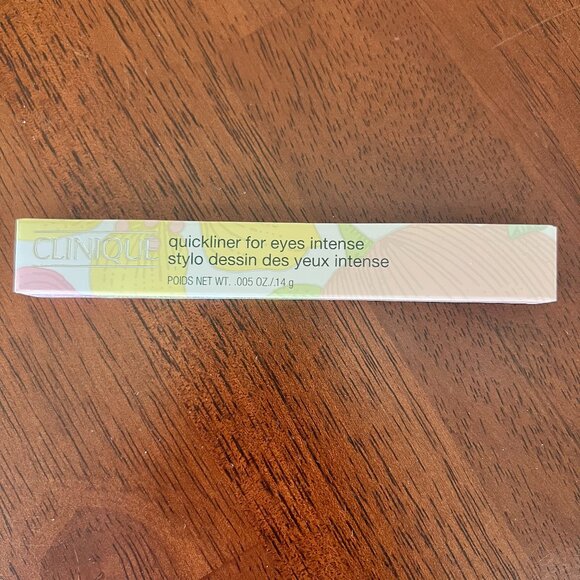 CLINIQUE
quickliner for eyes intense
stylo dessin des yeux intense
POIDS NET WT. .005 OZ./.14 g